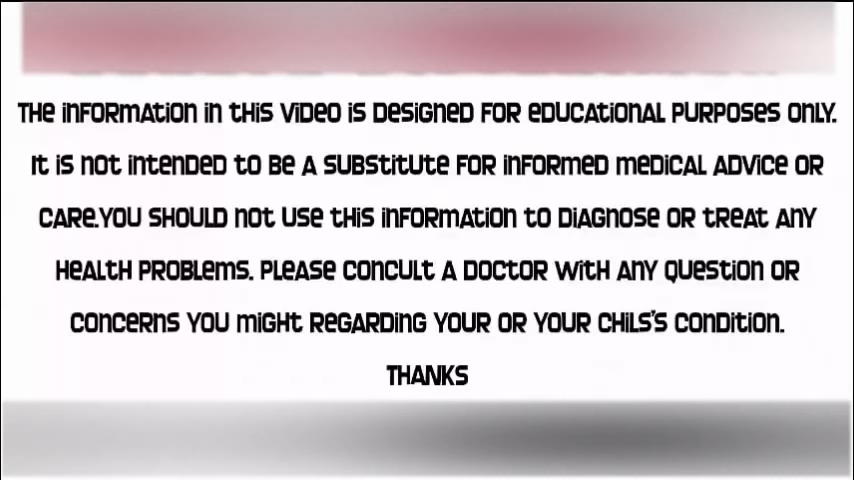 THE INFORMATION IN THIS VIDEO IS DESIGNED FOR EDUCATIONAL PURPOSES ONLY.
IT IS NOT INTENDED TO BE A SUBSTITUTE FOR INFORMED MEDICAL ADVICE OR
CARE.YOU SHOULD NOT USE THIS INFORMATION TO DIAGNOSE OR TREAT ANY
HEALTH PROBLEMS. PLEASE CONCULT A DOCTOR WITH ANY QUESTION OR
CONCERNS YOU MIGHT REGARDING YOUR OR YOUR CHILS'S CONDITION.
THANKS